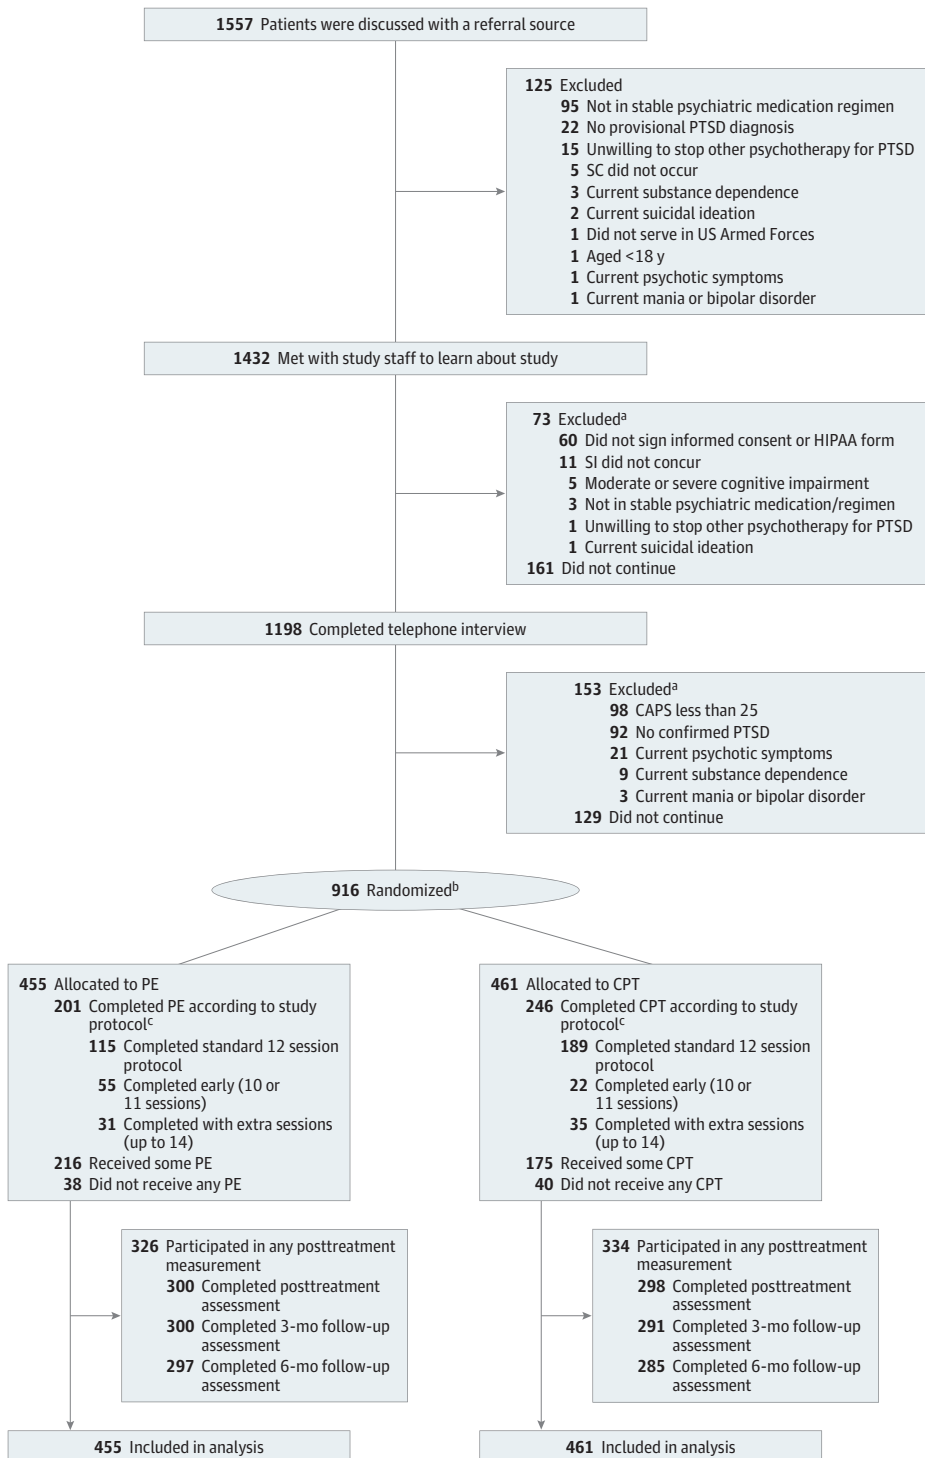 1557 Patients were discussed with a referral source
125 Excluded
95 Not in stable psychiatric medication regimen
22 No provisional PTSD diagnosis
15 Unwilling to stop other psychotherapy for PTSD
5 SC did not occur
3 Current substance dependence
2 Current suicidal ideation
1 Did not serve in US Armed Forces
1 Aged <18 y
1 Current psychotic symptoms
1 Current mania or bipolar disorder
1432 Met with study staff to learn about study
73 Excludedᵃ
60 Did not sign informed consent or HIPAA form
11 SI did not concur
5 Moderate or severe cognitive impairment
3 Not in stable psychiatric medication/regimen
1 Unwilling to stop other psychotherapy for PTSD
1 Current suicidal ideation
161 Did not continue
1198 Completed telephone interview
153 Excludedᵃ
98 CAPS less than 25
92 No confirmed PTSD
21 Current psychotic symptoms
9 Current substance dependence
3 Current mania or bipolar disorder
129 Did not continue
916 Randomizedᵇ
455 Allocated to PE
201 Completed PE according to study
protocolᶜ
115 Completed standard 12 session
protocol
55 Completed early (10 or
11 sessions)
31 Completed with extra sessions
(up to 14)
216 Received some PE
38 Did not receive any PE
461 Allocated to CPT
246 Completed CPT according to study
protocolᶜ
189 Completed standard 12 session
protocol
22 Completed early (10 or
11 sessions)
35 Completed with extra sessions
(up to 14)
175 Received some CPT
40 Did not receive any CPT
326 Participated in any posttreatment
measurement
300 Completed posttreatment
assessment
300 Completed 3-mo follow-up
assessment
297 Completed 6-mo follow-up
assessment
334 Participated in any posttreatment
measurement
298 Completed posttreatment
assessment
291 Completed 3-mo follow-up
assessment
285 Completed 6-mo follow-up
assessment
455 Included in analysis
461 Included in analysis